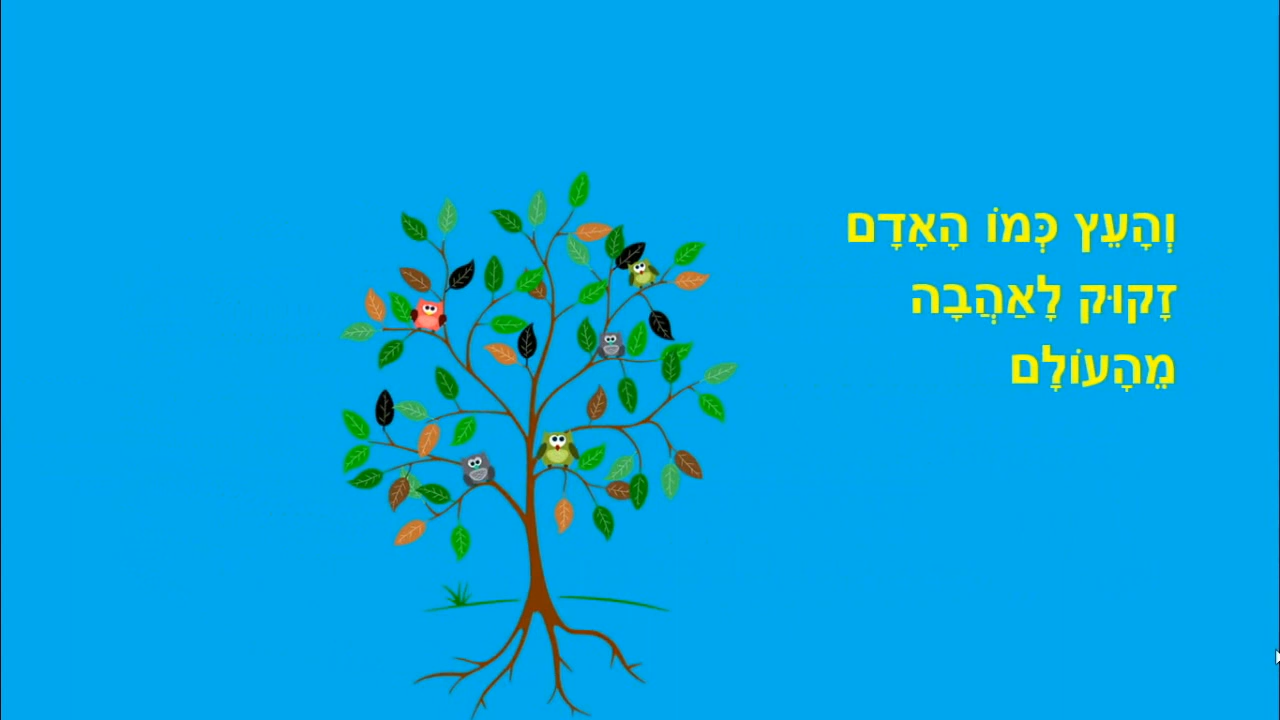 וְהָעֵץ כְּמוֹ הָאָדָם
זָקוּק לָאַהֲבָה
מֵהָעוֹלָם